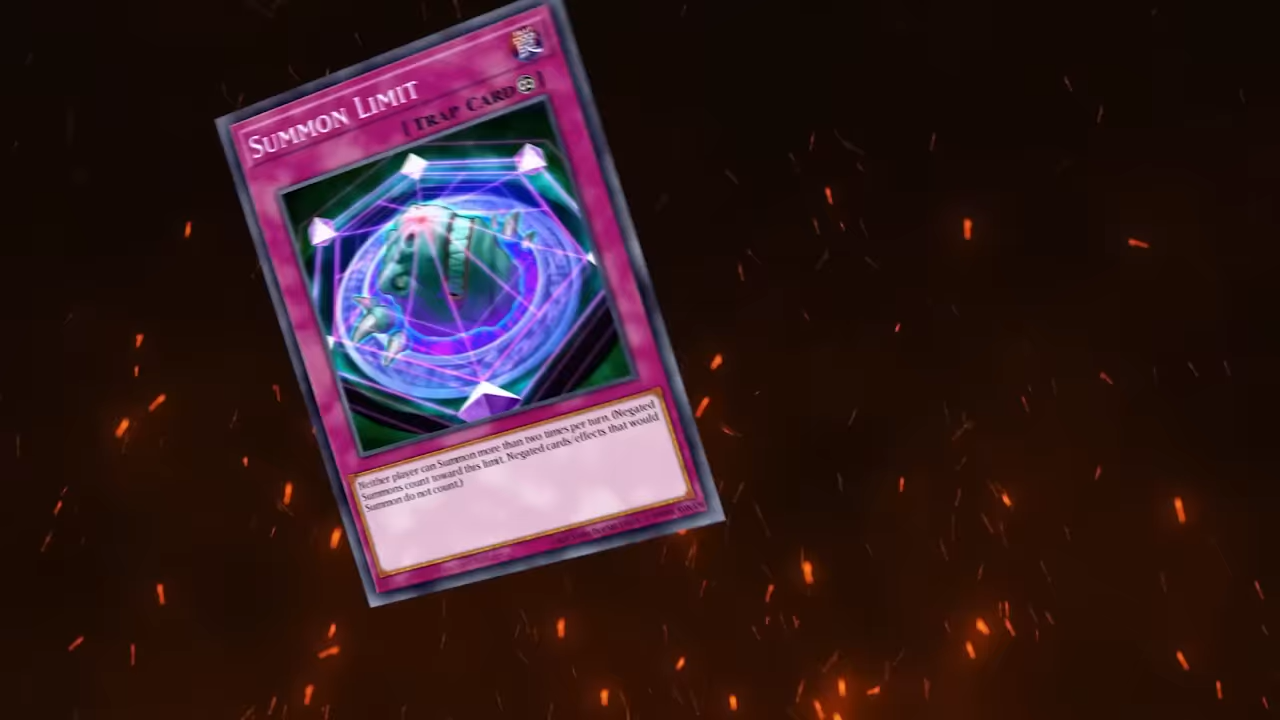 SUMMON LIMIT
[TRAP CARD
Neither player can Summon more than two times per turn. (Negated
Summons count toward this limit. Negated cards/effects that would
Summon do not count.)